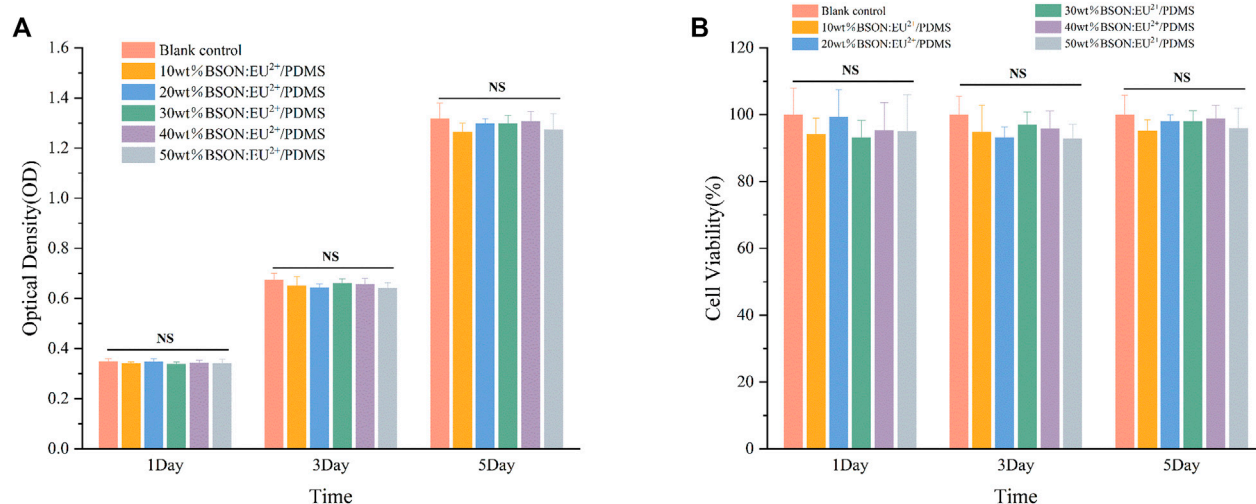 A
Optical Density(OD)
1.6
1.4
1.2
1.0
0.8
0.6
0.4
0.2
0.0
Blank control
10wt%BSON:EU²⁺/PDMS
20wt%BSON:EU²⁺/PDMS
30wt%BSON:EU²⁺/PDMS
40wt%BSON:EU²⁺/PDMS
50wt%BSON:EU²⁺/PDMS
NS
NS
NS
1Day
3Day
5Day
Time
B
Blank control
10wt%BSON:EU²⁺/PDMS
20wt%BSON:EU²⁺/PDMS
30wt%BSON:EU²⁺/PDMS
40wt%BSON:EU²⁺/PDMS
50wt%BSON:EU²⁺/PDMS
Cell Viability(%)
120
100
80
60
40
20
0
NS
NS
NS
1Day
3Day
5Day
Time